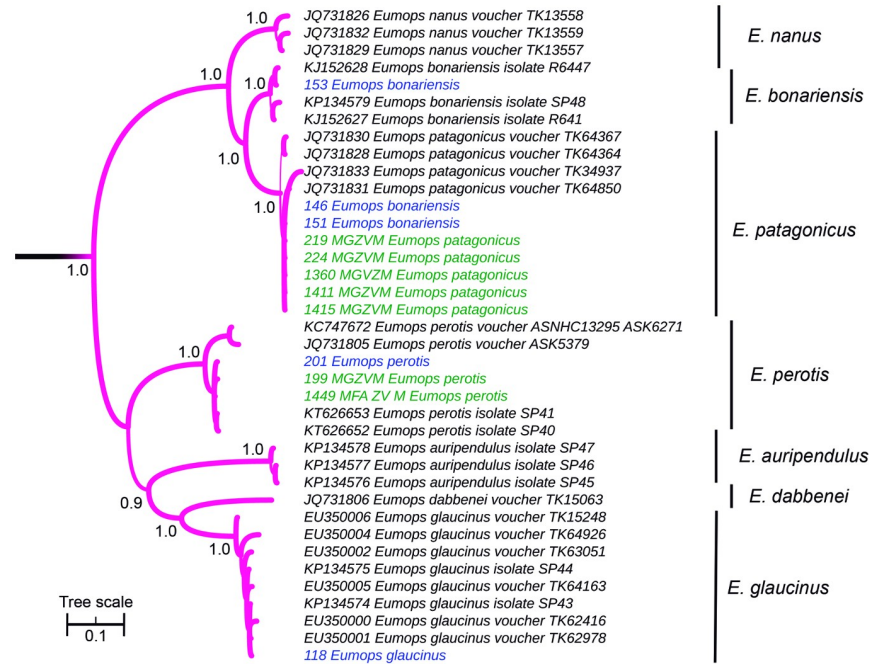 JQ731826 Eumops nanus voucher TK13558
JQ731832 Eumops nanus voucher TK13559
JQ731829 Eumops nanus voucher TK13557
E. nanus
KJ152628 Eumops bonariensis isolate R6447
153 Eumops bonariensis
KP134579 Eumops bonariensis isolate SP48
KJ152627 Eumops bonariensis isolate R641
E. bonariensis
JQ731830 Eumops patagonicus voucher TK64367
JQ731828 Eumops patagonicus voucher TK64364
JQ731833 Eumops patagonicus voucher TK34937
JQ731831 Eumops patagonicus voucher TK64850
146 Eumops bonariensis
151 Eumops bonariensis
219 MGZVM Eumops patagonicus
224 MGZVM Eumops patagonicus
1360 MGVZM Eumops patagonicus
1411 MGZVM Eumops patagonicus
1415 MGZVM Eumops patagonicus
E. patagonicus
KC747672 Eumops perotis voucher ASNHC13295 ASK6271
JQ731805 Eumops perotis voucher ASK5379
201 Eumops perotis
199 MGZVM Eumops perotis
1449 MFA ZV M Eumops perotis
KT626653 Eumops perotis isolate SP41
KT626652 Eumops perotis isolate SP40
E. perotis
KP134578 Eumops auripendulus isolate SP47
KP134577 Eumops auripendulus isolate SP46
KP134576 Eumops auripendulus isolate SP45
E. auripendulus
JQ731806 Eumops dabbenei voucher TK15063
E. dabbenei
EU350006 Eumops glaucinus voucher TK15248
EU350004 Eumops glaucinus voucher TK64926
EU350002 Eumops glaucinus voucher TK63051
KP134575 Eumops glaucinus isolate SP44
EU350005 Eumops glaucinus voucher TK64163
KP134574 Eumops glaucinus isolate SP43
EU350000 Eumops glaucinus voucher TK62416
EU350001 Eumops glaucinus voucher TK62978
118 Eumops glaucinus
E. glaucinus
1.0
1.0
1.0
1.0
1.0
1.0
1.0
1.0
0.9
1.0
1.0
Tree scale
0.1